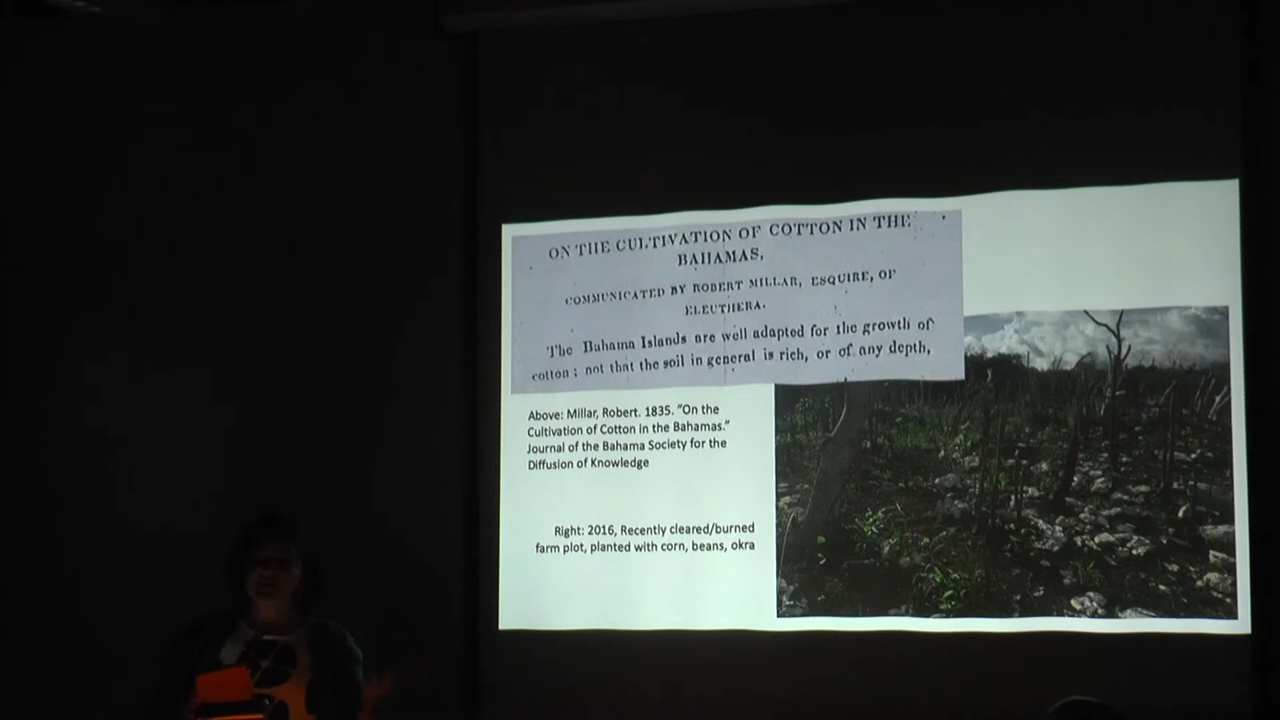 ON THE CULTIVATION OF COTTON IN THE
BAHAMAS.
COMMUNICATED BY ROBERT MILLAR, ESQUIRE, OF
ELEUTHERA.
The Bahama Islands are well adapted for the growth of
cotton; not that the soil in general is rich, or of any depth,
Above: Millar, Robert. 1835. "On the
Cultivation of Cotton in the Bahamas."
Journal of the Bahama Society for the
Diffusion of Knowledge
Right: 2016, Recently cleared/burned
farm plot, planted with corn, beans, okra